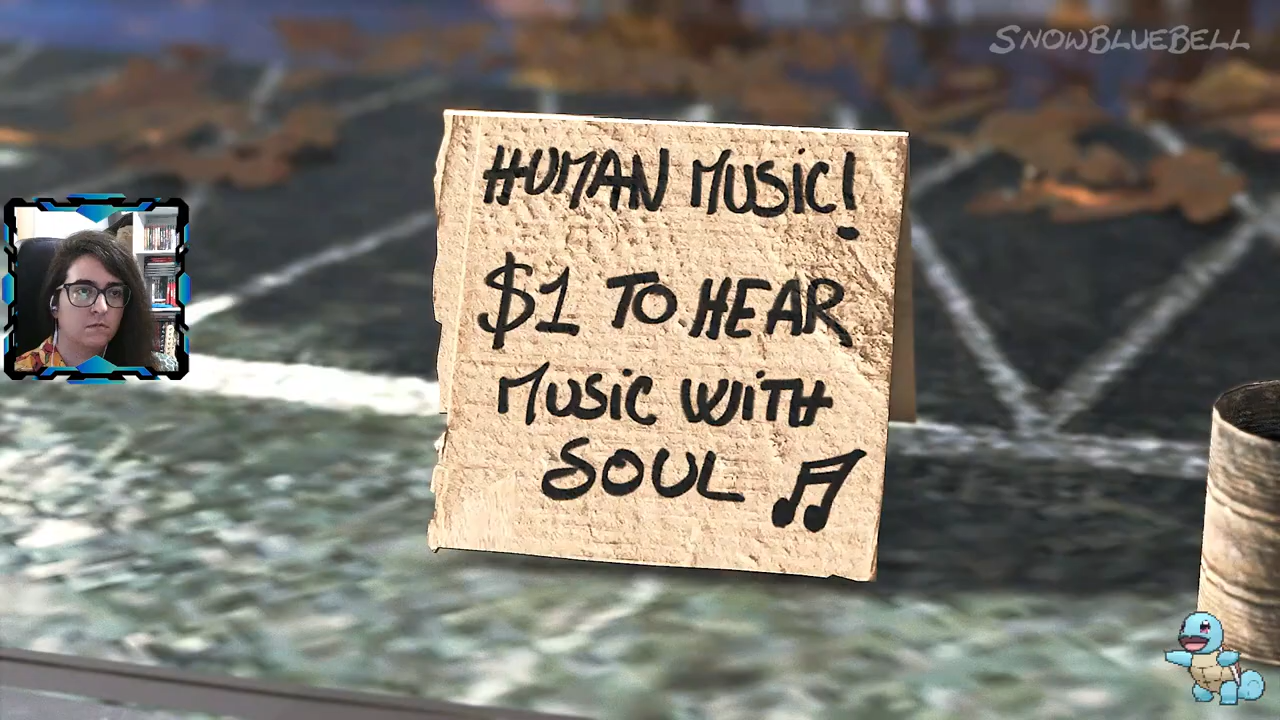 SNOWBLUEBELL
HUMAN MUSIC!
$1 TO HEAR
MUSIC WITH
SOUL ♫